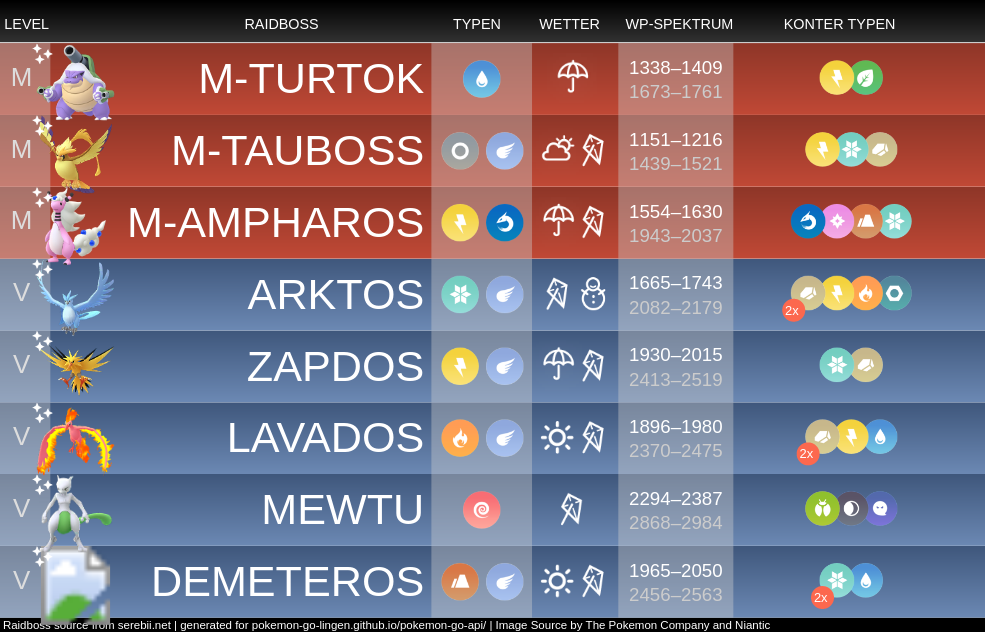 LEVEL RAIDBOSS TYPEN WETTER WP-SPEKTRUM KONTER TYPEN
M M-TURTOK 1338–1409
1673–1761
M M-TAUBOSS 1151–1216
1439–1521
M M-AMPHAROS 1554–1630
1943–2037
V ARKTOS 1665–1743
2082–2179 2x
V ZAPDOS 1930–2015
2413–2519
V LAVADOS 1896–1980
2370–2475 2x
V MEWTU 2294–2387
2868–2984
V DEMETEROS 1965–2050
2456–2563 2x
Raidboss source from serebii.net | generated for pokemon-go-lingen.github.io/pokemon-go-api/ | Image Source by The Pokemon Company and Niantic